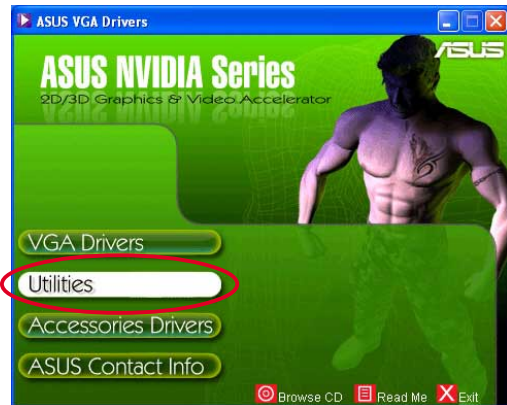 ASUS VGA Drivers
ASUS
ASUS NVIDIA Series
2D/3D Graphics & Video Accelerator
VGA Drivers
Utilities
Accessories Drivers
ASUS Contact Info
Browse CD Read Me Exit